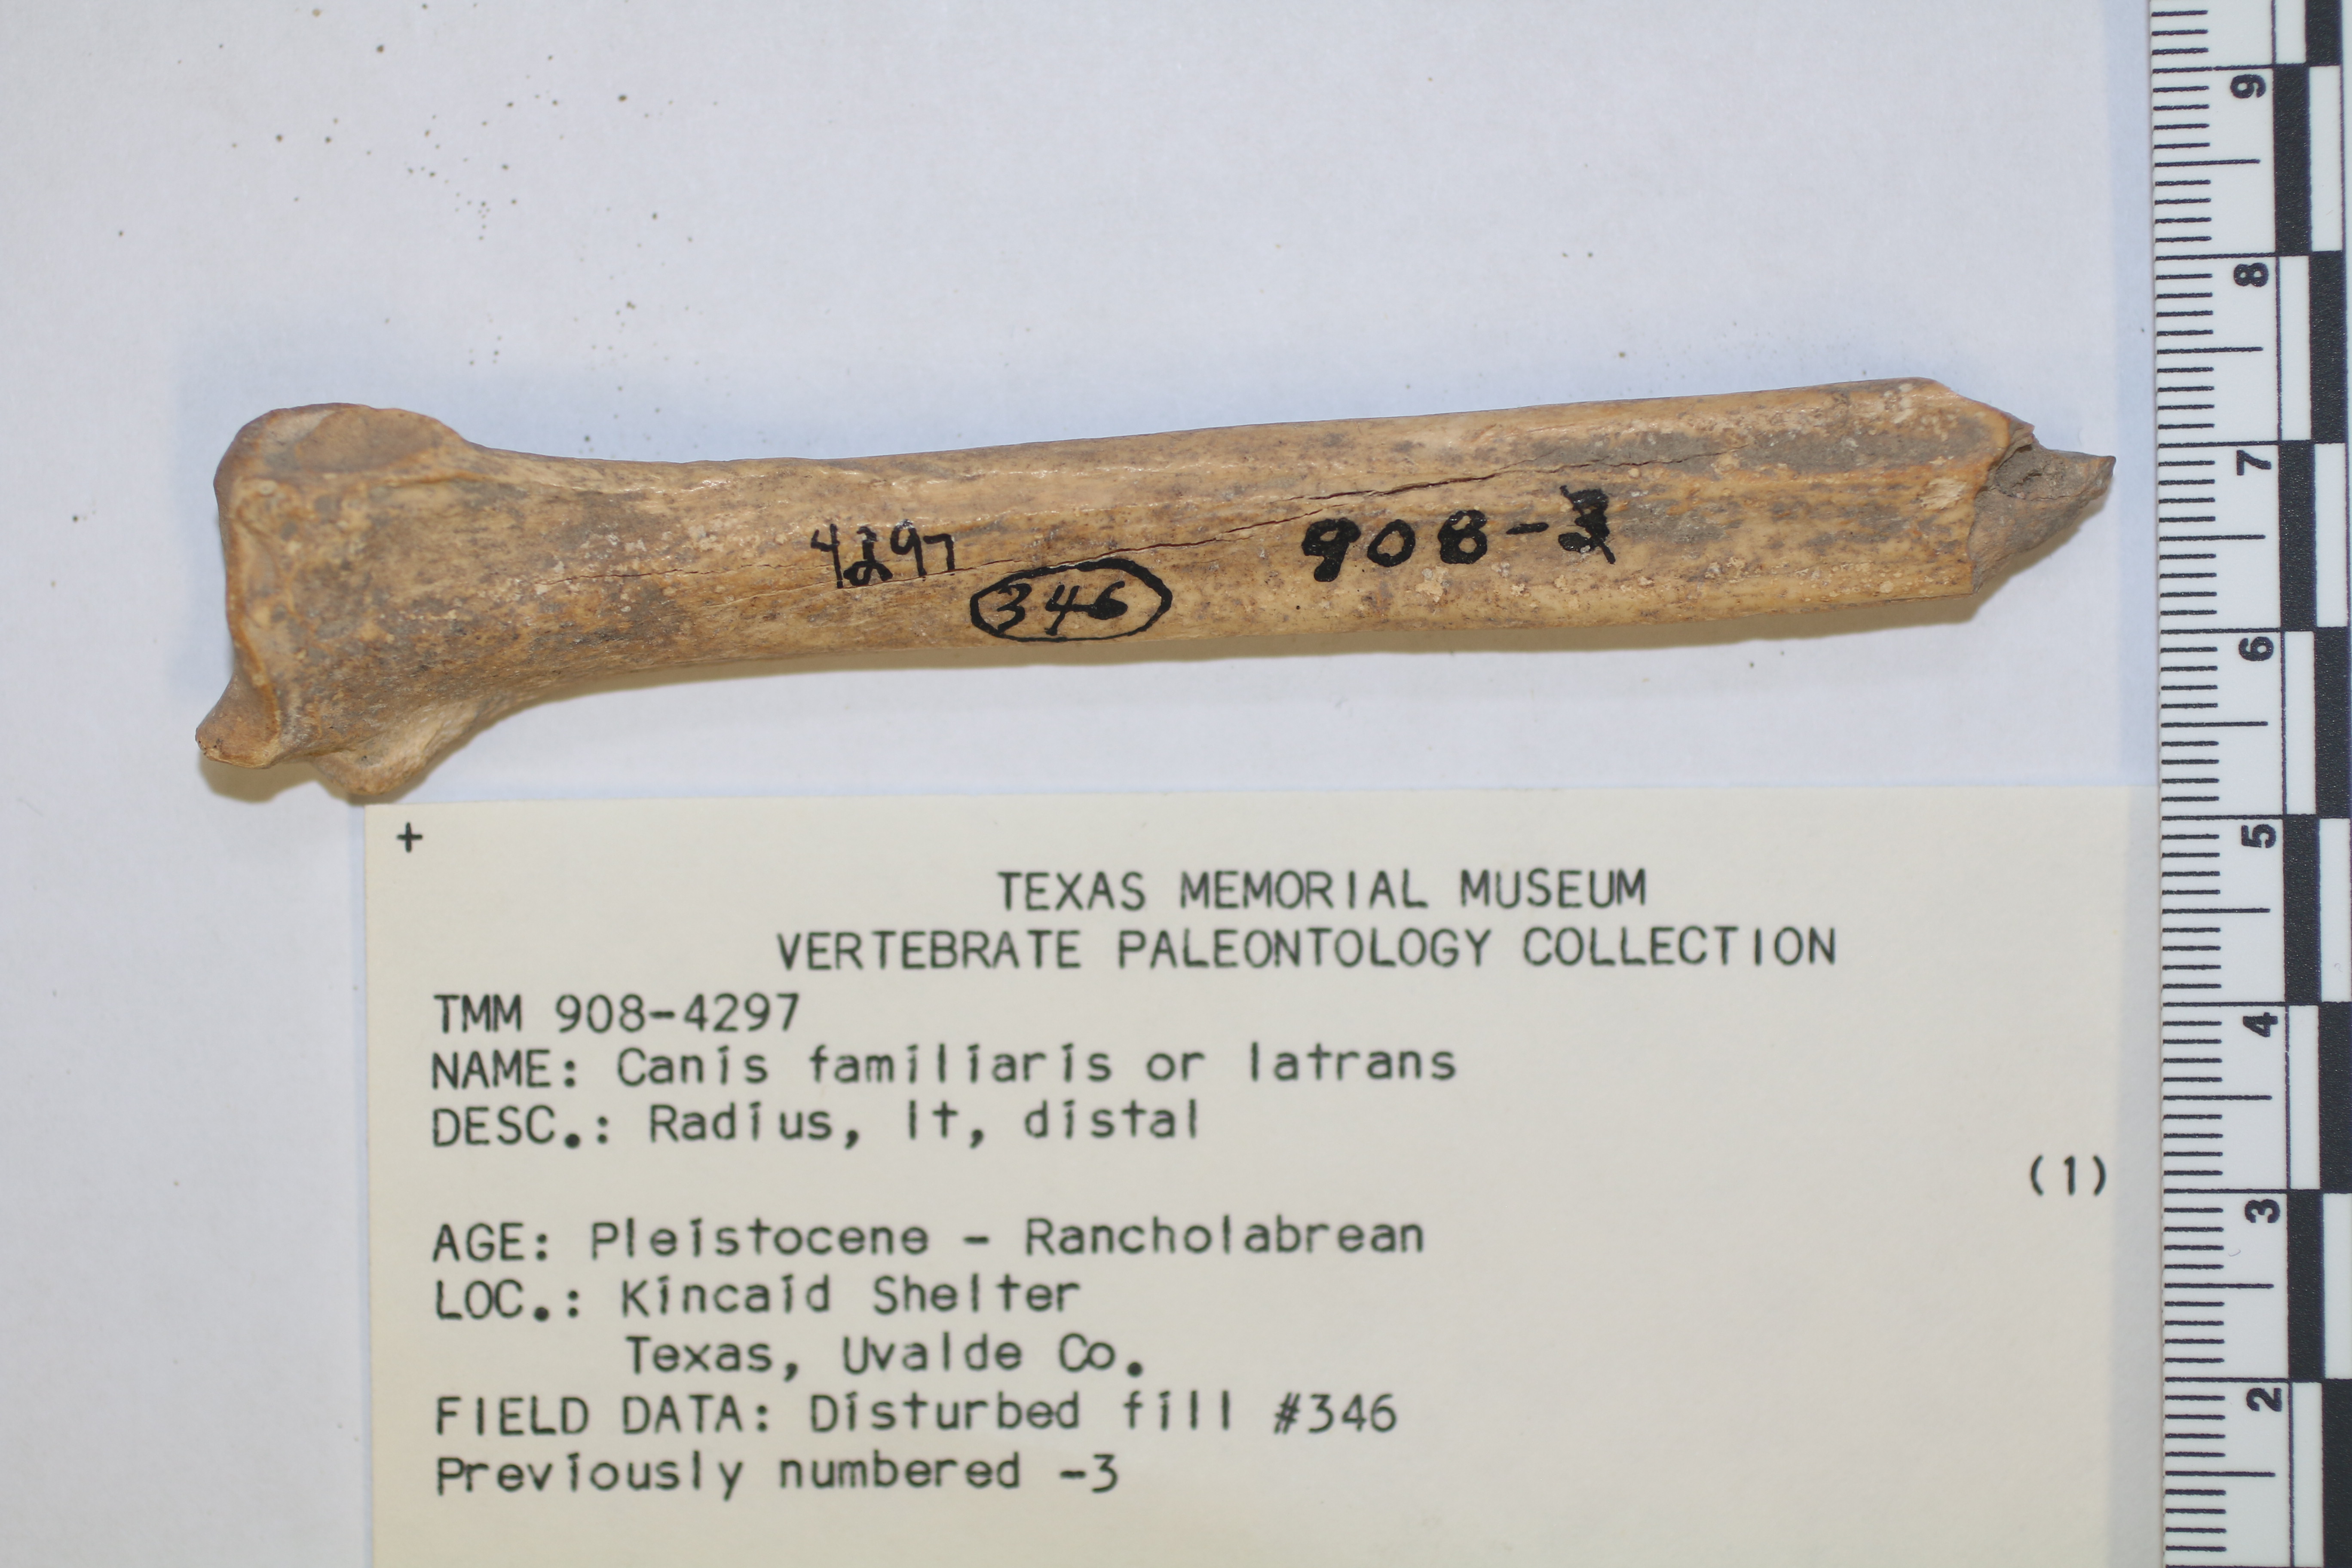 4297
346
908-
+
TEXAS MEMORIAL MUSEUM
VERTEBRATE PALEONTOLOGY COLLECTION
TMM 908-4297
NAME: Canis familiaris or latrans
DESC.: Radius, lt, distal
(1)
AGE: Pleistocene - Rancholabrean
LOC.: Kincaid Shelter
Texas, Uvalde Co.
FIELD DATA: Disturbed fill #346
Previously numbered -3
9
8
7
6
5
4
3
2